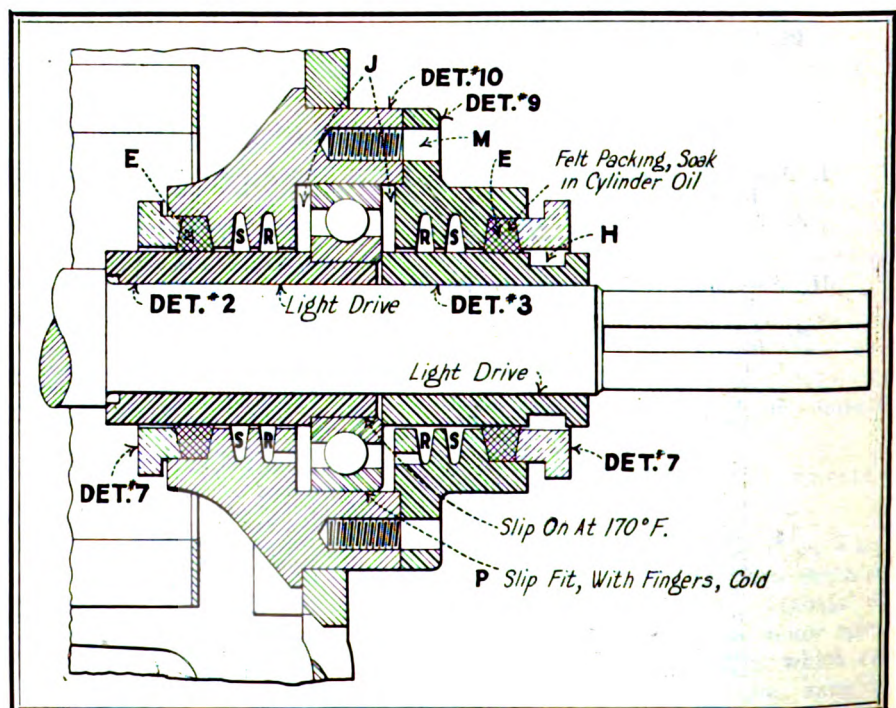 J
DET.#10
DET.#9
M
E
E
Felt Packing, Soak
in Cylinder Oil
S
R
R
S
H
DET.#2
Light Drive
DET.#3
Light Drive
S
R
R
S
DET.#7
DET.#7
Slip On At 170°F.
P
Slip Fit, With Fingers, Cold